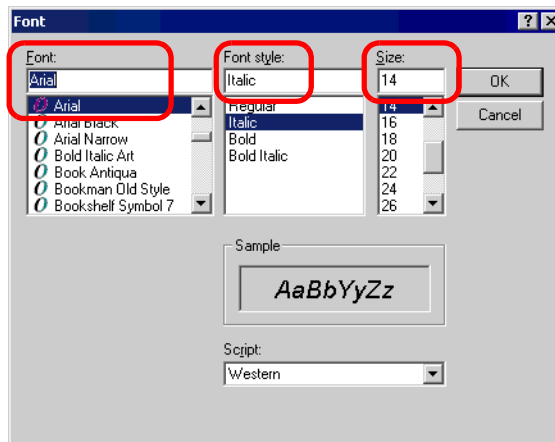 Font
Font:
Arial
Arial
Arial Black
Arial Narrow
Bold Italic Art
Book Antiqua
Bookman Old Style
Bookshelf Symbol 7
Font style:
Italic
Regular
Italic
Bold
Bold Italic
Size:
14
14
16
18
20
22
24
26
OK
Cancel
Sample
AaBbYyZz
Script:
Western